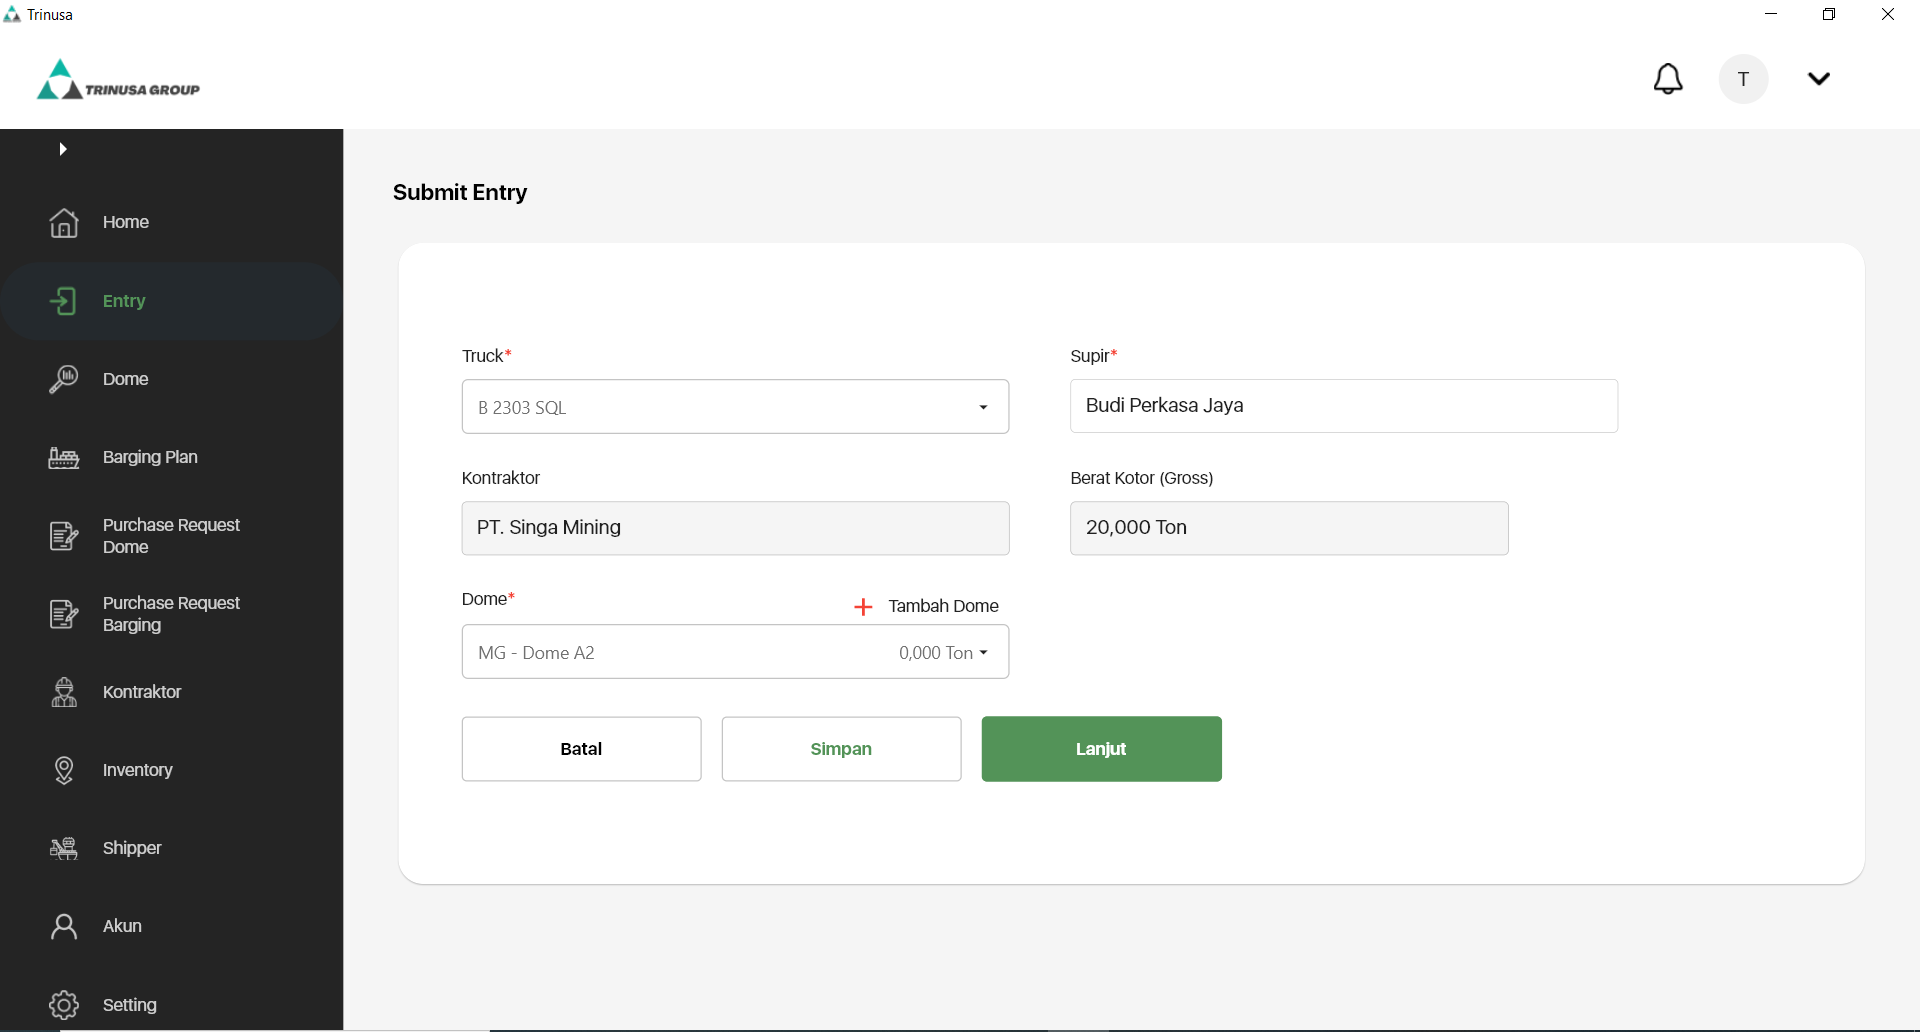 Trinusa
TRINUSA GROUP
T
Home
Entry
Dome
Barging Plan
Purchase Request
Dome
Purchase Request
Barging
Kontraktor
Inventory
Shipper
Akun
Setting
Submit Entry
Truck*
B 2303 SQL
Supir*
Budi Perkasa Jaya
Kontraktor
PT. Singa Mining
Berat Kotor (Gross)
20,000 Ton
Dome*
Tambah Dome
MG - Dome A2 0,000 Ton
Batal
Simpan
Lanjut